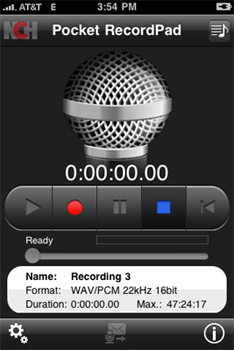 AT&T E 3:54 PM
NCH Pocket RecordPad
0:00:00.00
Ready
Name: Recording 3
Format: WAV/PCM 22kHz 16bit
Duration: 0:00:00.00 Max.: 47:24:17